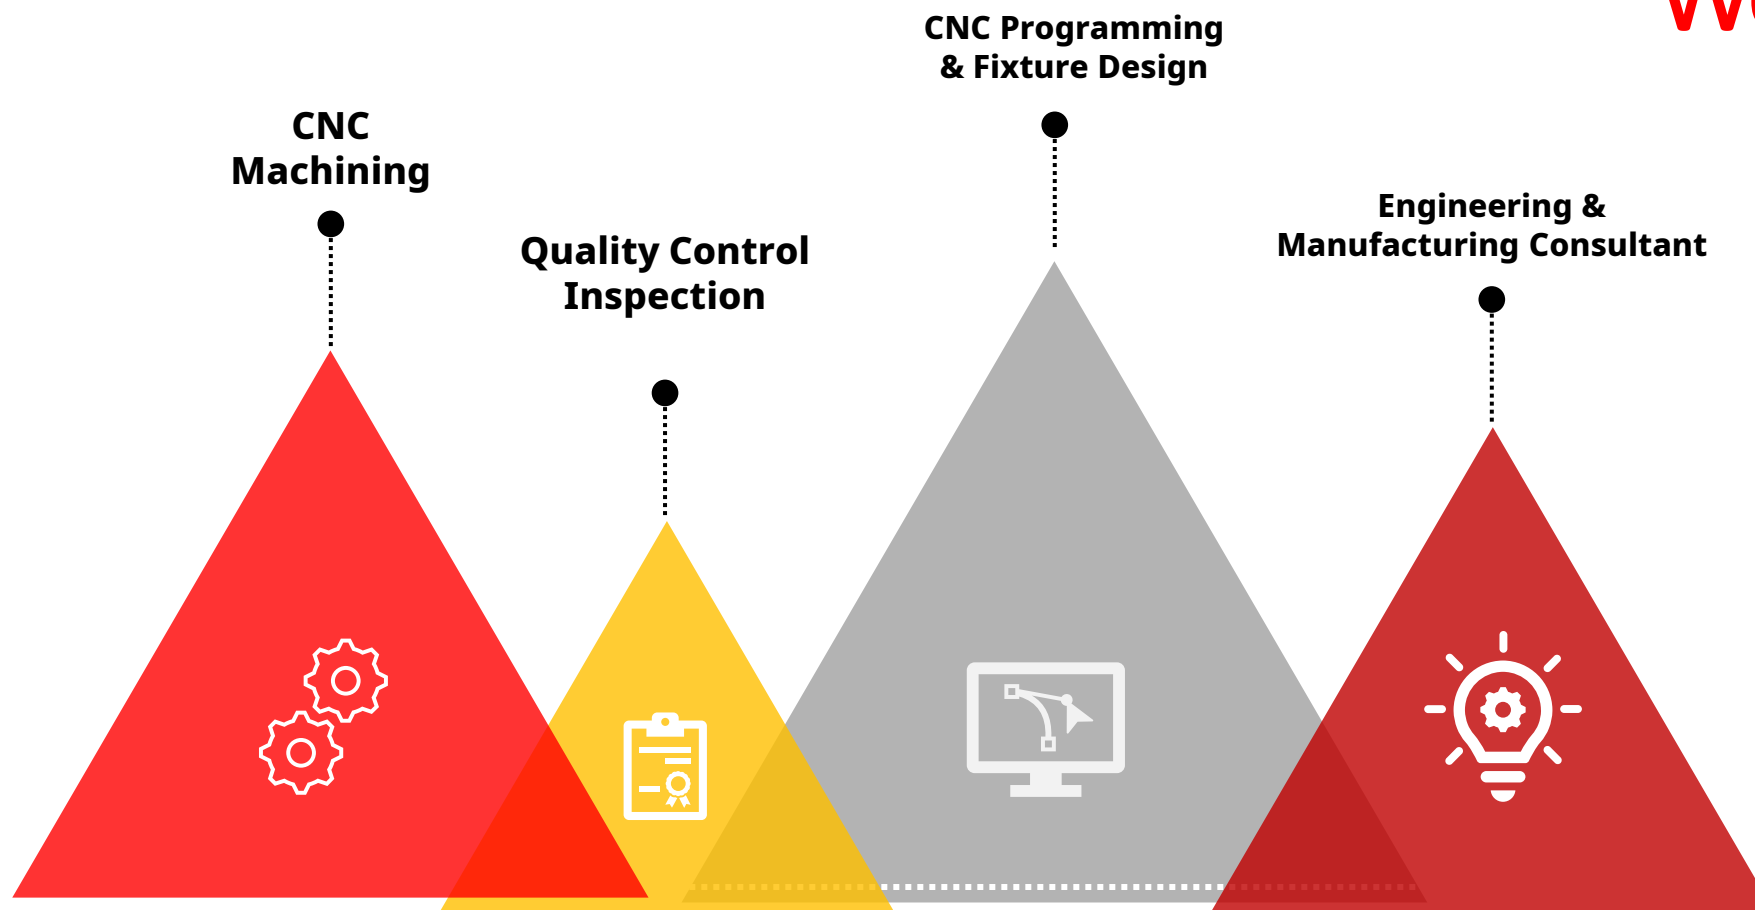 CNC Programming
& Fixture Design
CNC
Machining
Quality Control
Inspection
Engineering &
Manufacturing Consultant